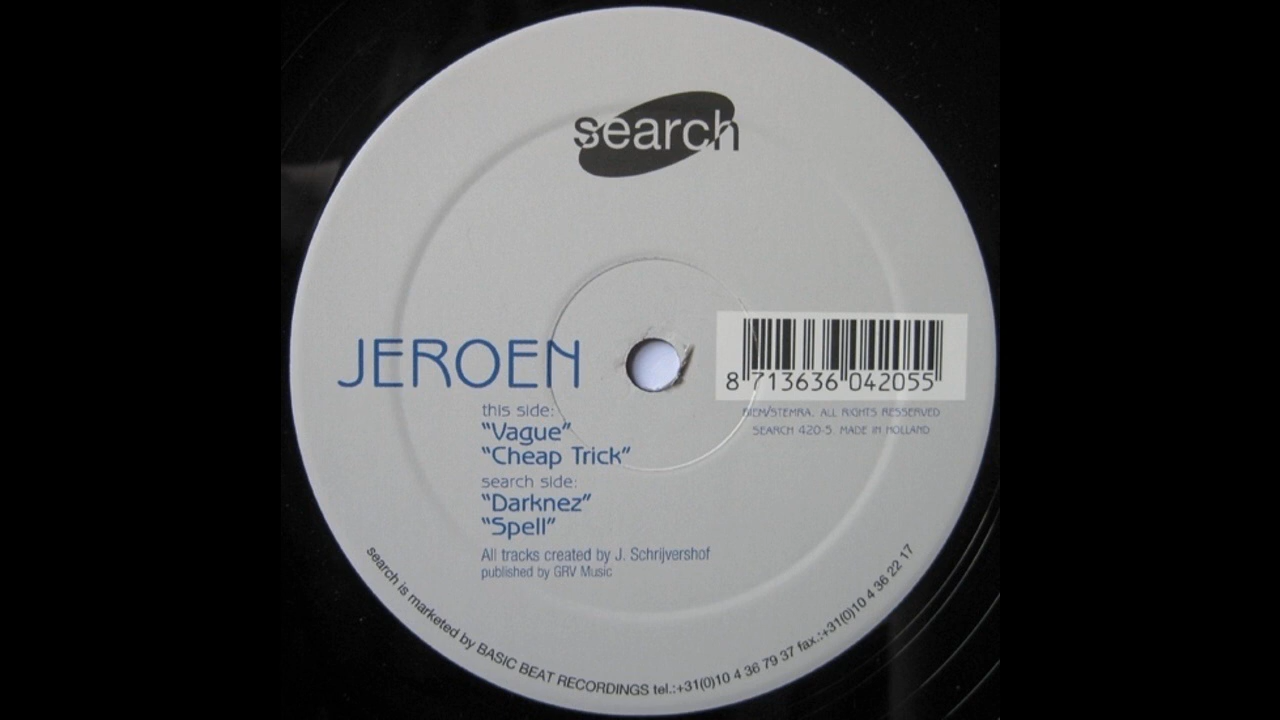 search
JEROEN
8 713636 042055
BIEM/STEMRA. ALL RIGHTS RESSERVED
SEARCH 420-5. MADE IN HOLLAND
this side:
“Vague”
“Cheap Trick”
search side:
“Darknez”
“Spell”
All tracks created by J. Schrijvershof
published by GRV Music
search is marketed by BASIC BEAT RECORDINGS tel.:+31(0)10 4 36 79 37 fax.:+31(0)10 4 36 22 17